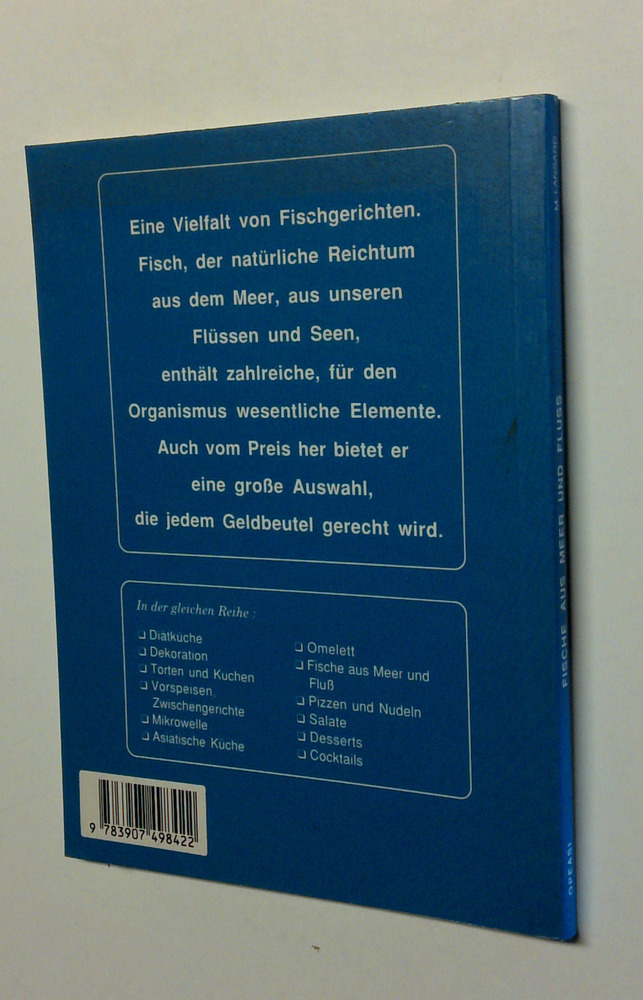 Eine Vielfalt von Fischgerichten.
Fisch, der natürliche Reichtum
aus dem Meer, aus unseren
Flüssen und Seen,
enthält zahlreiche, für den
Organismus wesentliche Elemente.
Auch vom Preis her bietet er
eine große Auswahl,
die jedem Geldbeutel gerecht wird.
In der gleichen Reihe :
❏ Diätküche
❏ Dekoration
❏ Torten und Kuchen
❏ Vorspeisen,
Zwischengerichte
❏ Mikrowelle
❏ Asiatische Küche
❏ Omelett
❏ Fische aus Meer und
Fluß
❏ Pizzen und Nudeln
❏ Salate
❏ Desserts
❏ Cocktails
9 783907 498422
M. LANSARD
FISCHE AUS MEER UND FLUSS